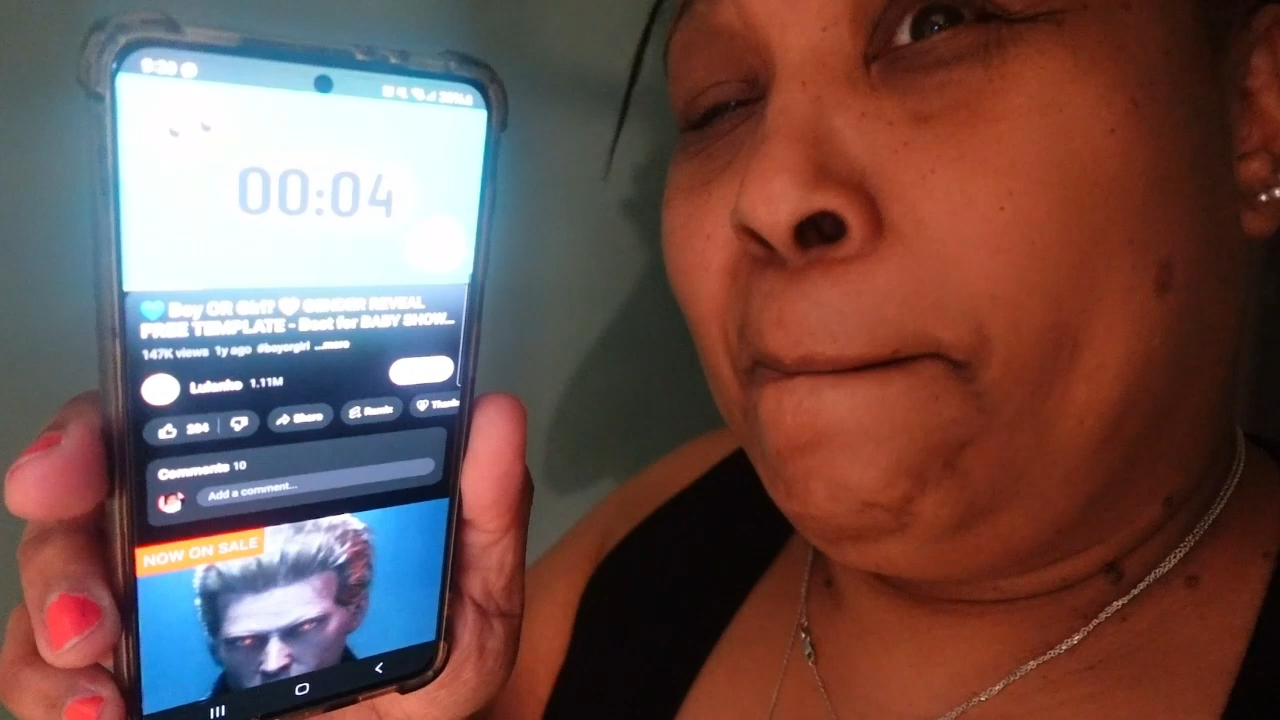 00:04
Boy OR Girl? GENDER REVEAL
FREE TEMPLATE - Best for BABY SHOW...
147K views 1y ago #boyorgirl ...more
1.11M
Share
Remix
Thanks
Comments 10
Add a comment...
NOW ON SALE